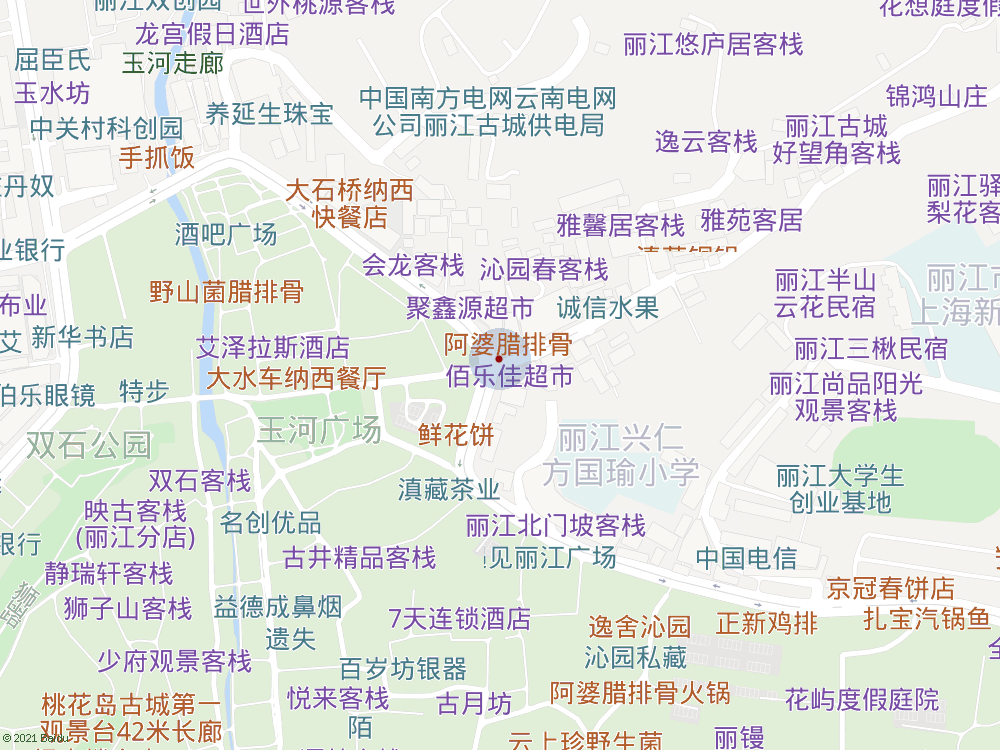 丽江双创园
世外桃源客栈
花想庭度假
龙宫假日酒店
丽江悠庐居客栈
屈臣氏
玉河走廊
玉水坊
中国南方电网云南电网
公司丽江古城供电局
锦鸿山庄
养延生珠宝
中关村科创园
逸云客栈
丽江古城
好望角客栈
手抓饭
丹奴
大石桥纳西
快餐店
丽江驿
梨花客
雅馨居客栈
雅苑客居
酒吧广场
业银行
会龙客栈
沁园春客栈
丽江半山
云花民宿
丽江市
上海新
野山菌腊排骨
布业
聚鑫源超市
诚信水果
艾
新华书店
艾泽拉斯酒店
阿婆腊排骨
丽江三楸民宿
大水车纳西餐厅
佰乐佳超市
丽江尚品阳光
观景客栈
伯乐眼镜
特步
双石公园
玉河广场
鲜花饼
丽江兴仁
方国瑜小学
双石客栈
滇藏茶业
丽江大学生
创业基地
映古客栈
(丽江分店)
名创优品
丽江北门坡客栈
银行
古井精品客栈
见丽江广场
中国电信
静瑞轩客栈
京冠春饼店
狮子山客栈
益德成鼻烟
遗失
7天连锁酒店
逸舍沁园
沁园私藏
正新鸡排
扎宝汽锅鱼
少府观景客栈
百岁坊银器
全
桃花岛古城第一
观景台42米长廊
悦来客栈
陌
古月坊
阿婆腊排骨火锅
花屿度假庭院
云上珍野生菌
丽镘
© 2021 Baidu